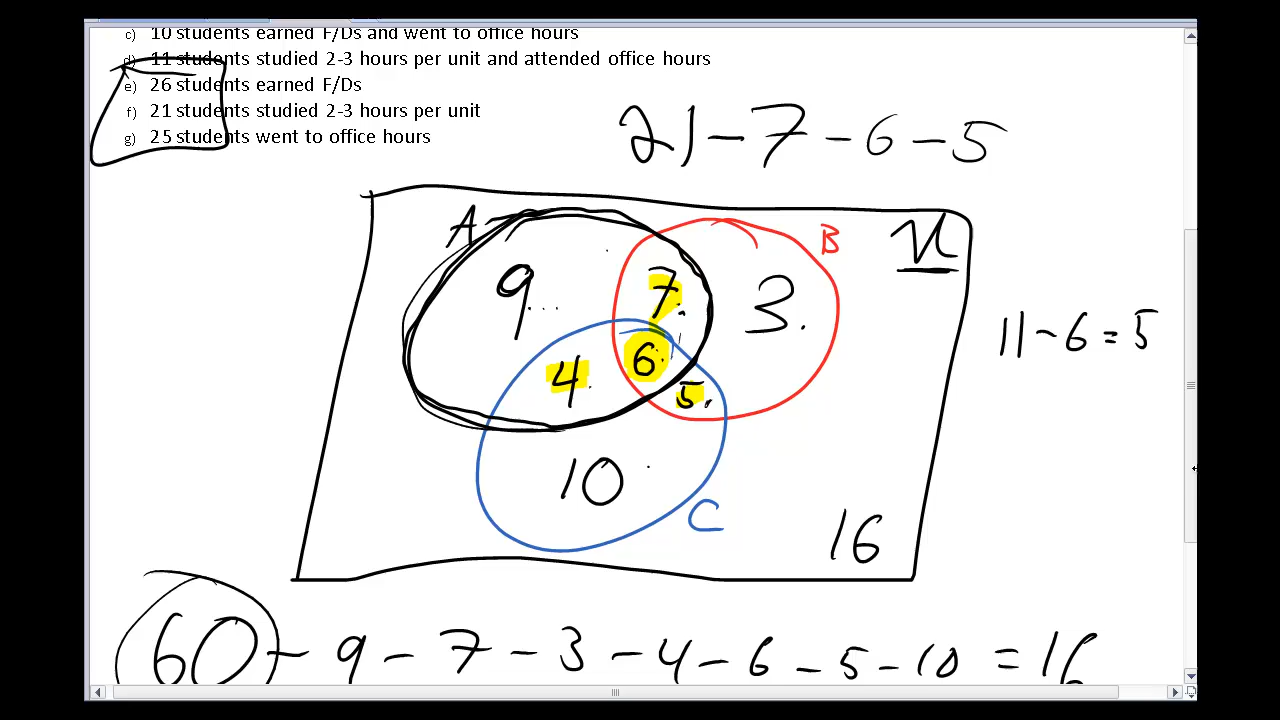 c) 10 students earned F/Ds and went to office hours
d) 11 students studied 2-3 hours per unit and attended office hours
e) 26 students earned F/Ds
f) 21 students studied 2-3 hours per unit
g) 25 students went to office hours
21-7-6-5
A
B
U
9
7
3
11-6=5
4
6
5
10
C
16
60-9-7-3-4-6-5-10=16